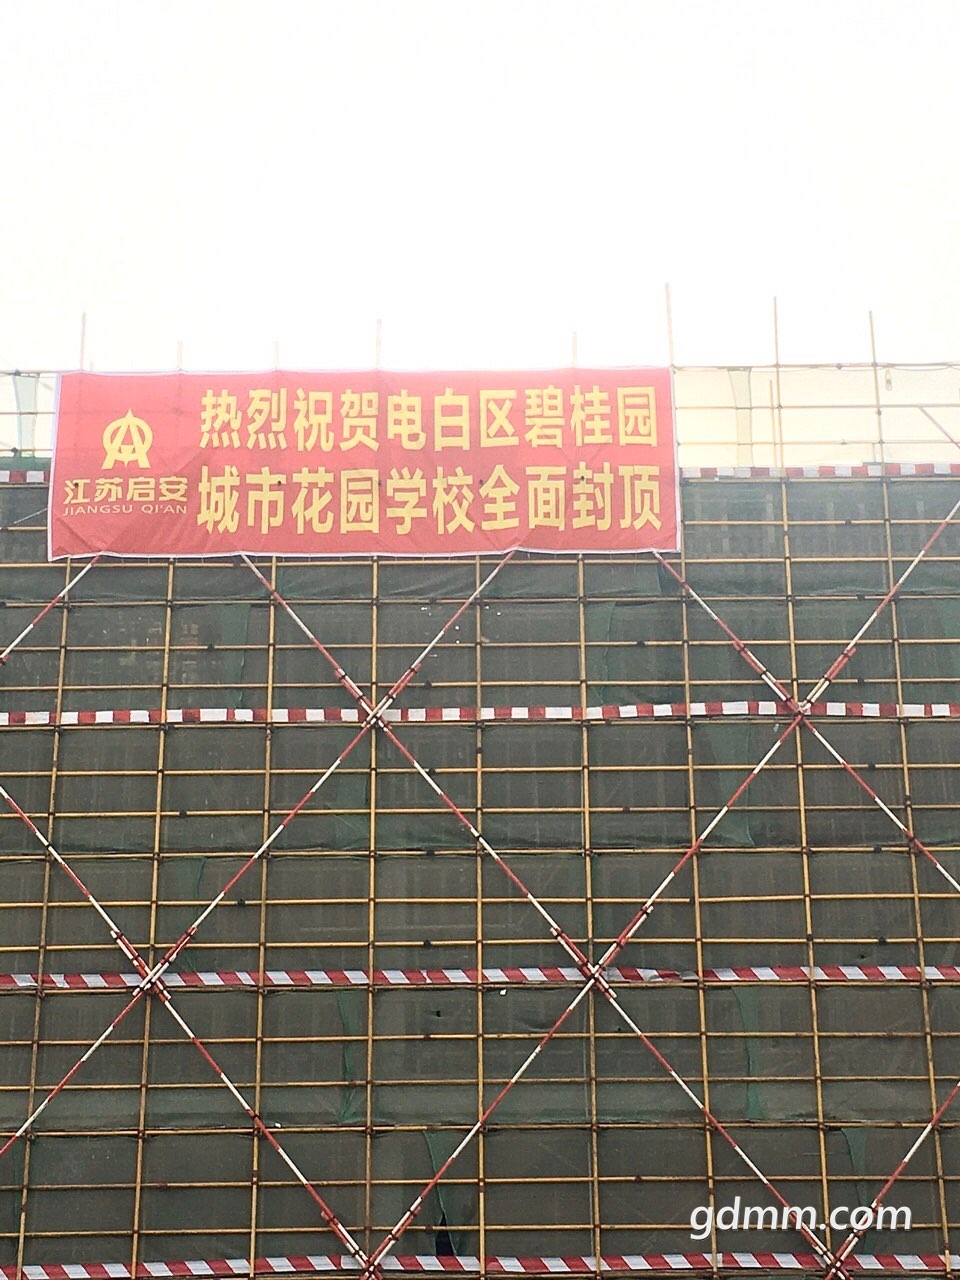 热烈祝贺电白区碧桂园
城市花园学校全面封顶
江苏启安
JIANGSU QI'AN
gdmm.com